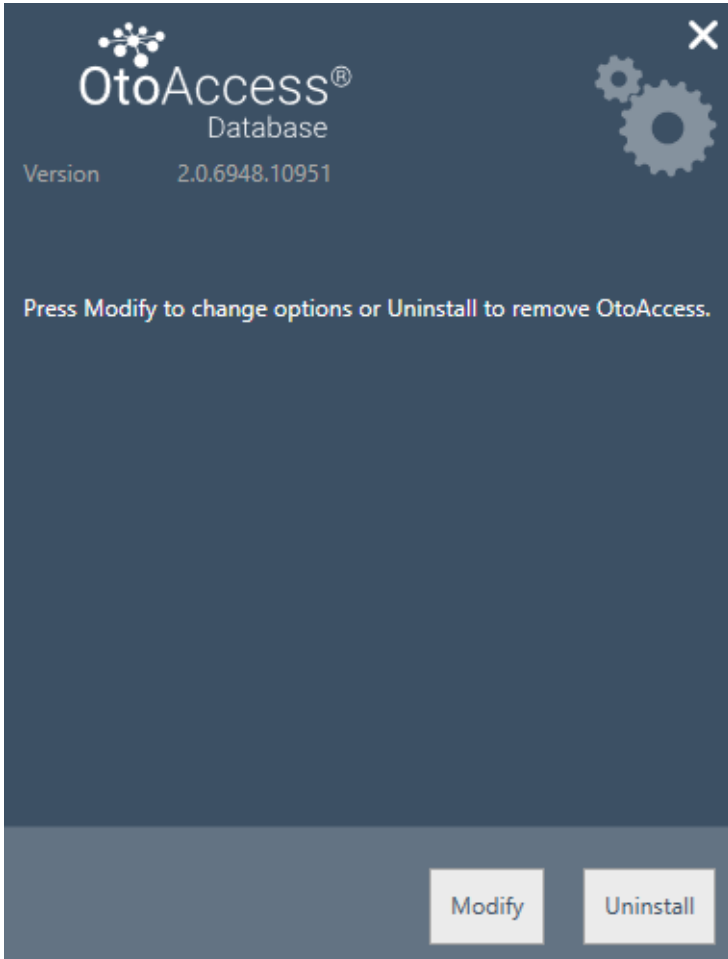 OtoAccess®
Database
Version 2.0.6948.10951
Press Modify to change options or Uninstall to remove OtoAccess.
Modify Uninstall